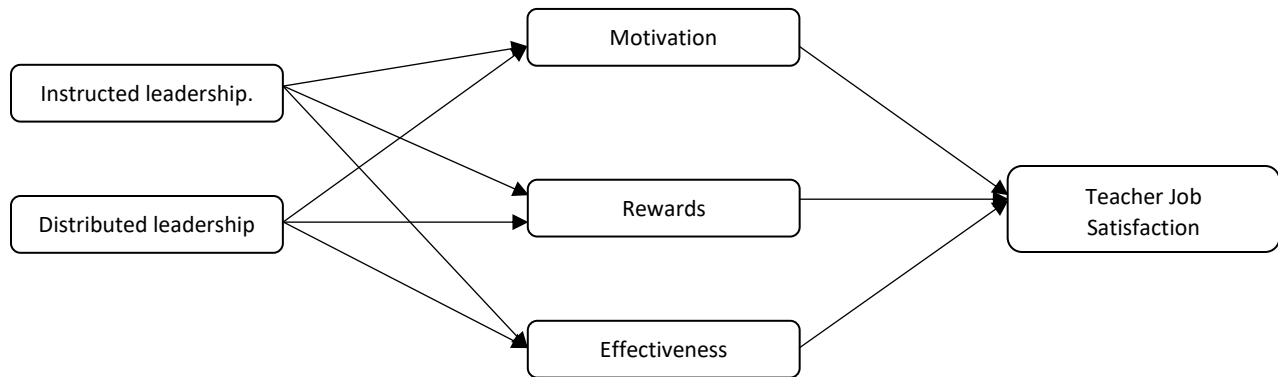 Motivation
Instructed leadership.
Rewards
Distributed leadership
Teacher Job
Satisfaction
Effectiveness